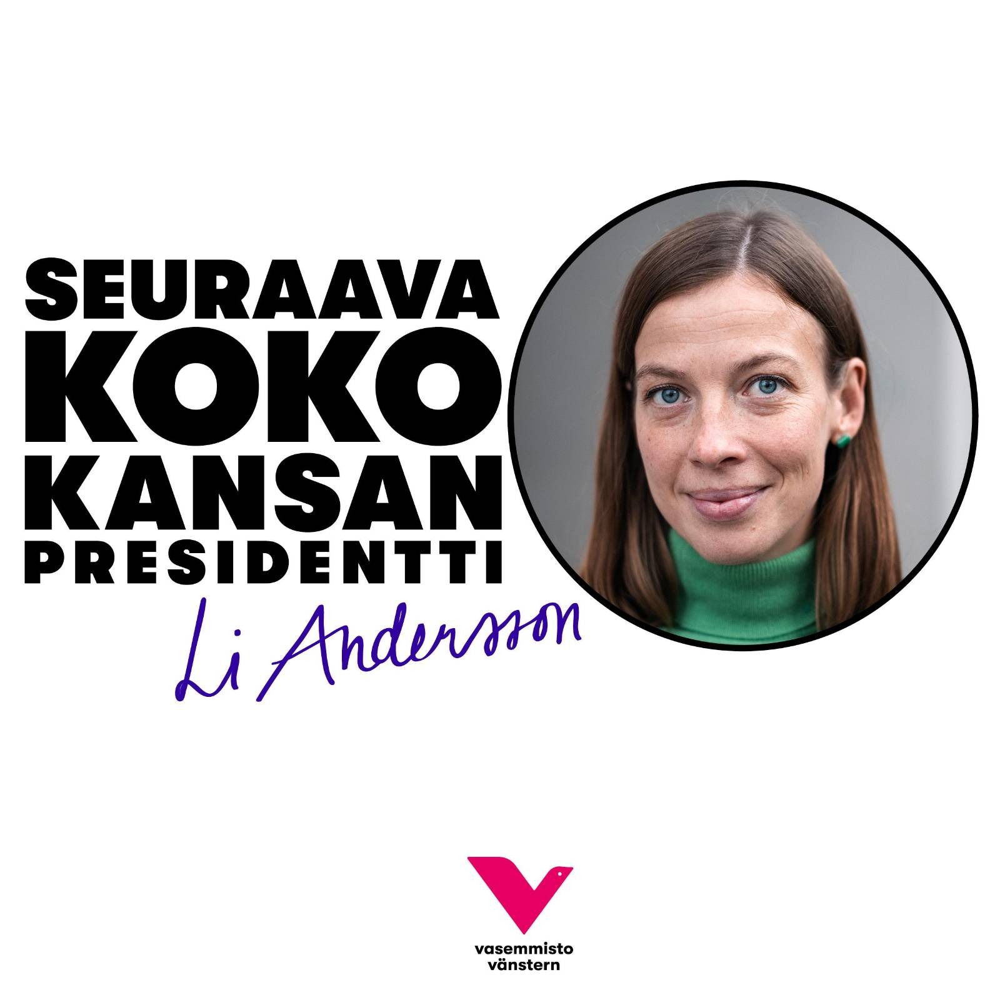 SEURAAVA
KOKO
KANSAN
PRESIDENTTI
Li Andersson
vasemmisto
vänstern